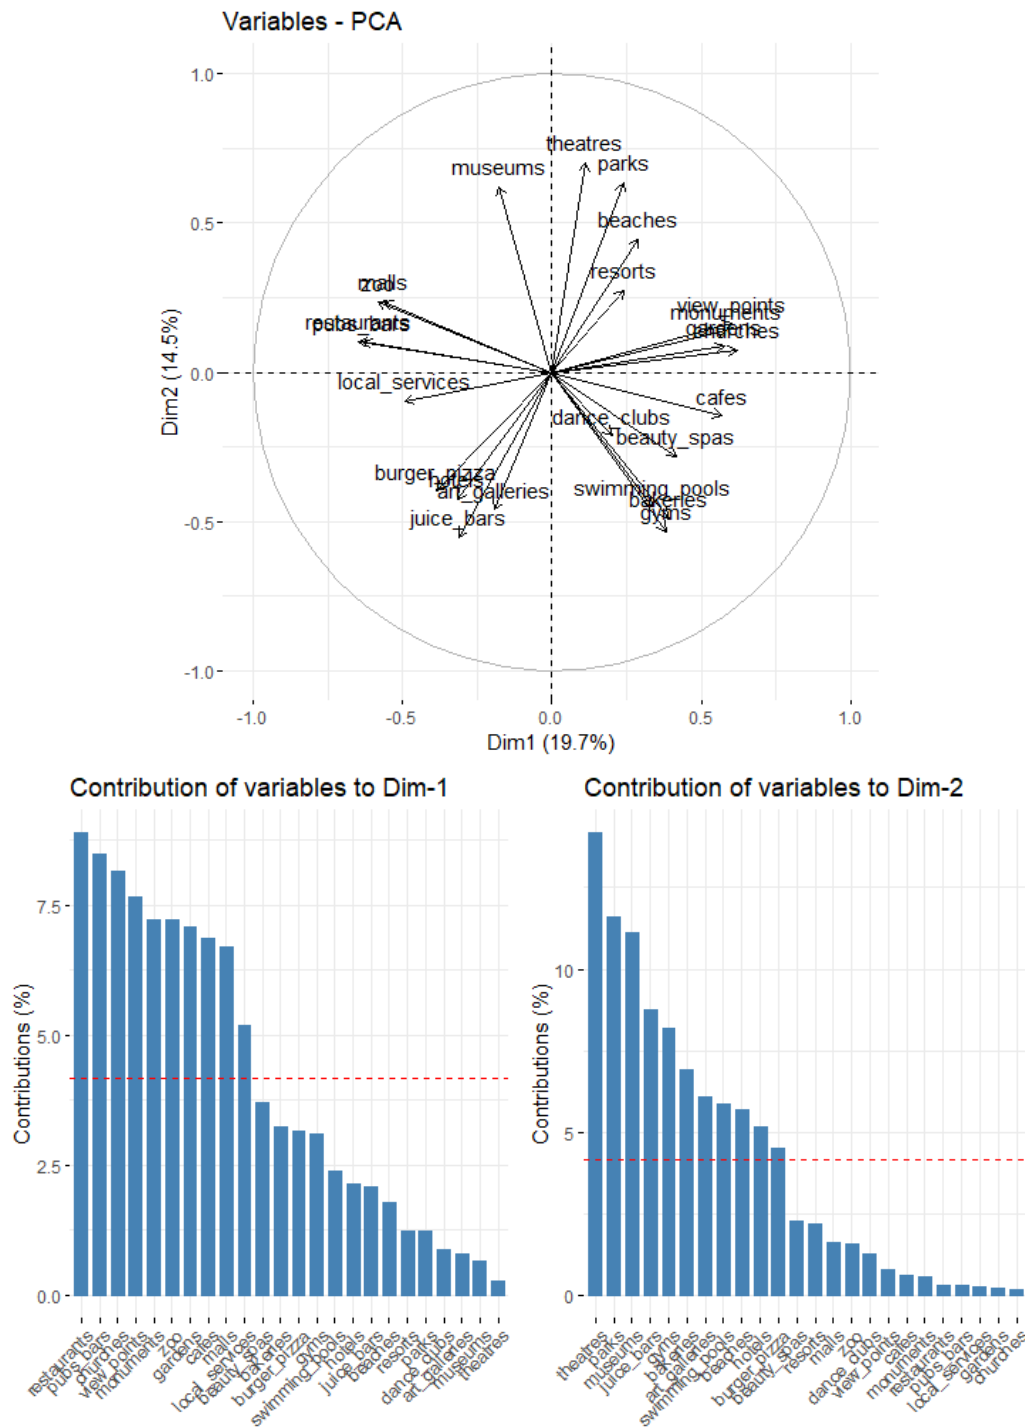 Variables - PCA
1.0
theatres
museums
parks
0.5
beaches
resorts
malls
zoo
view_points
monuments
restaurants
pubs_bars
gardens
churches
Dim2 (14.5%)
0.0
local_services
cafes
dance_clubs
beauty_spas
burger_pizza
hotels
art_galleries
swimming_pools
bakeries
juice_bars
gyms
-0.5
-1.0
-1.0
-0.5
0.0
0.5
1.0
Dim1 (19.7%)
Contribution of variables to Dim-1
Contributions (%)
7.5
5.0
2.5
0.0
restaurants
pubs_bars
churches
view_points
monuments
zoo
gardens
cafes
malls
local_services
beauty_spas
bakeries
burger_pizza
gyms
swimming_pools
hotels
juice_bars
beaches
resorts
parks
dance_clubs
art_galleries
museums
theatres
Contribution of variables to Dim-2
Contributions (%)
10
5
0
theatres
parks
museums
juice_bars
gyms
bakeries
art_galleries
swimming_pools
beaches
hotels
burger_pizza
beauty_spas
resorts
malls
zoo
dance_clubs
view_points
cafes
monuments
restaurants
pubs_bars
local_services
gardens
churches